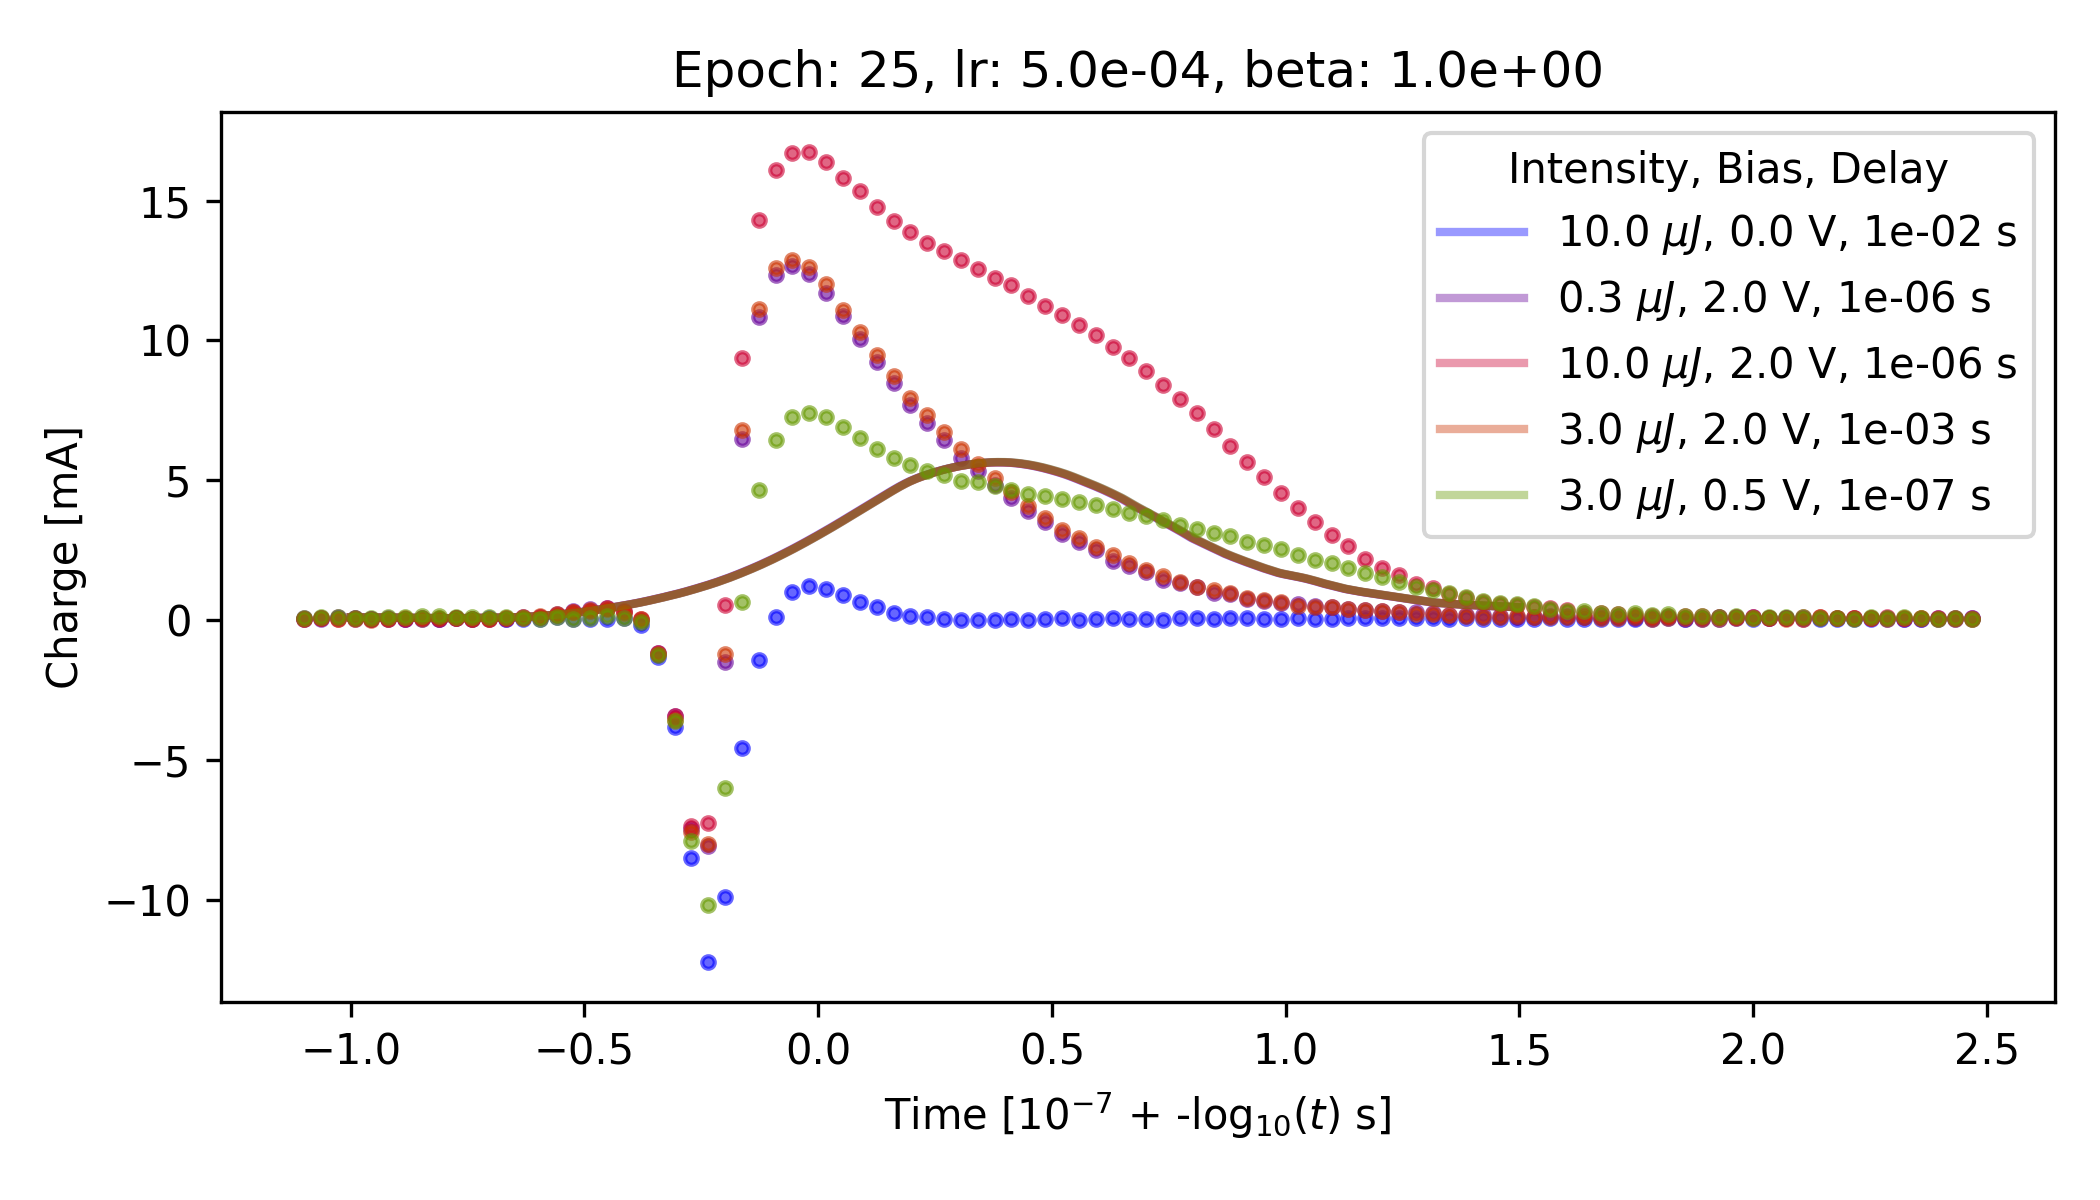 Epoch: 25, lr: 5.0e-04, beta: 1.0e+00
Charge [mA]
15
10
5
0
−5
−10
Intensity, Bias, Delay
10.0 μJ, 0.0 V, 1e-02 s
0.3 μJ, 2.0 V, 1e-06 s
10.0 μJ, 2.0 V, 1e-06 s
3.0 μJ, 2.0 V, 1e-03 s
3.0 μJ, 0.5 V, 1e-07 s
−1.0 −0.5 0.0 0.5 1.0 1.5 2.0 2.5
Time [10⁻⁷ + -log₁₀(t) s]